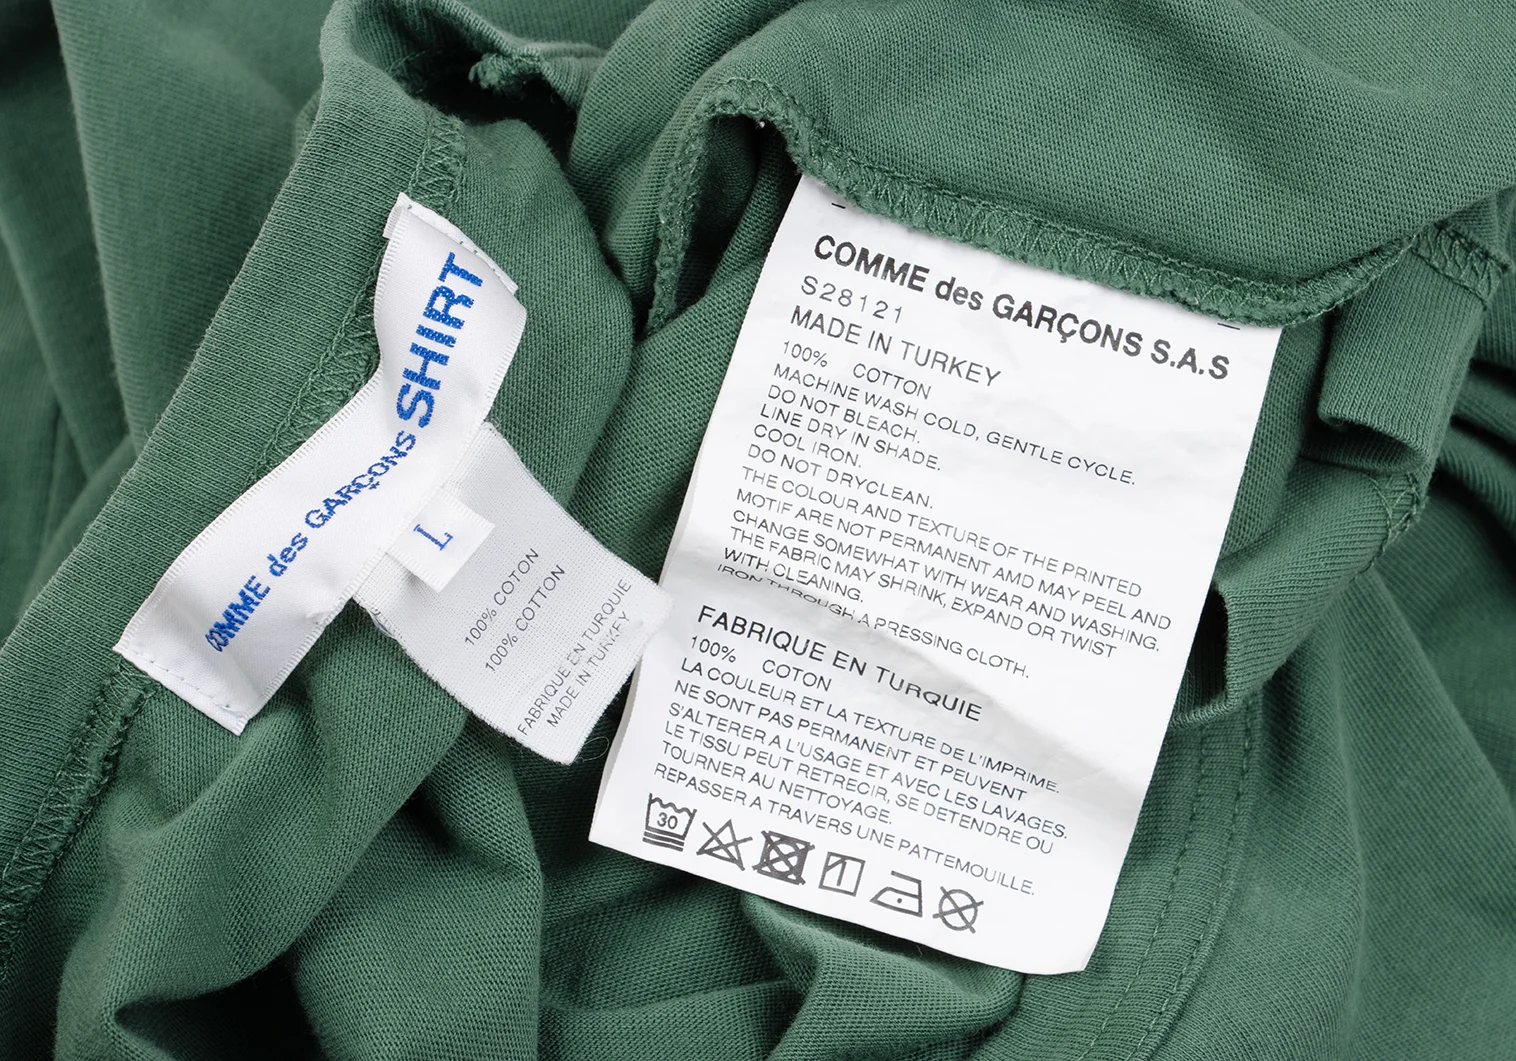 COMME des GARÇONS SHIRT
L
100% COTON
100% COTTON
FABRIQUE EN TURQUIE
MADE IN TURKEY
COMME des GARÇONS S.A.S
S28121
MADE IN TURKEY
100% COTTON
MACHINE WASH COLD, GENTLE CYCLE.
DO NOT BLEACH.
LINE DRY IN SHADE.
COOL IRON.
DO NOT DRYCLEAN.
THE COLOUR AND TEXTURE OF THE PRINTED
MOTIF ARE NOT PERMANENT AMD MAY PEEL AND
CHANGE SOMEWHAT WITH WEAR AND WASHING.
THE FABRIC MAY SHRINK, EXPAND OR TWIST
WITH CLEANING.
IRON THROUGH A PRESSING CLOTH.
FABRIQUE EN TURQUIE
100% COTON
LA COULEUR ET LA TEXTURE DE L'IMPRIME.
NE SONT PAS PERMANENT ET PEUVENT
S'ALTERER A L'USAGE ET AVEC LES LAVAGES.
LE TISSU PEUT RETRECIR, SE DETENDRE OU
TOURNER AU NETTOYAGE.
REPASSER A TRAVERS UNE PATTEMOUILLE.
30